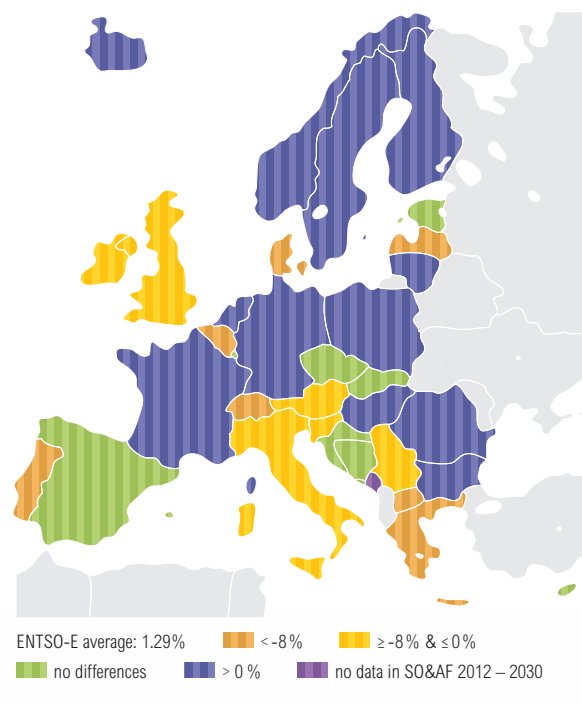 ENTSO-E average: 1.29% < -8% ≥ -8% & ≤ 0%
no differences > 0 % no data in SO&AF 2012 – 2030